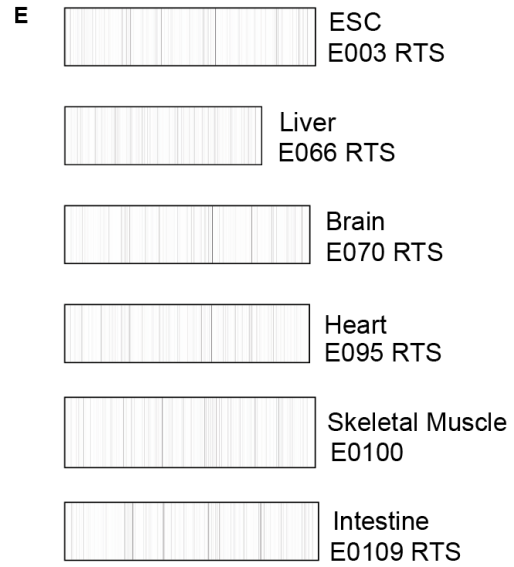 E
ESC
E003 RTS
Liver
E066 RTS
Brain
E070 RTS
Heart
E095 RTS
Skeletal Muscle
E0100
Intestine
E0109 RTS